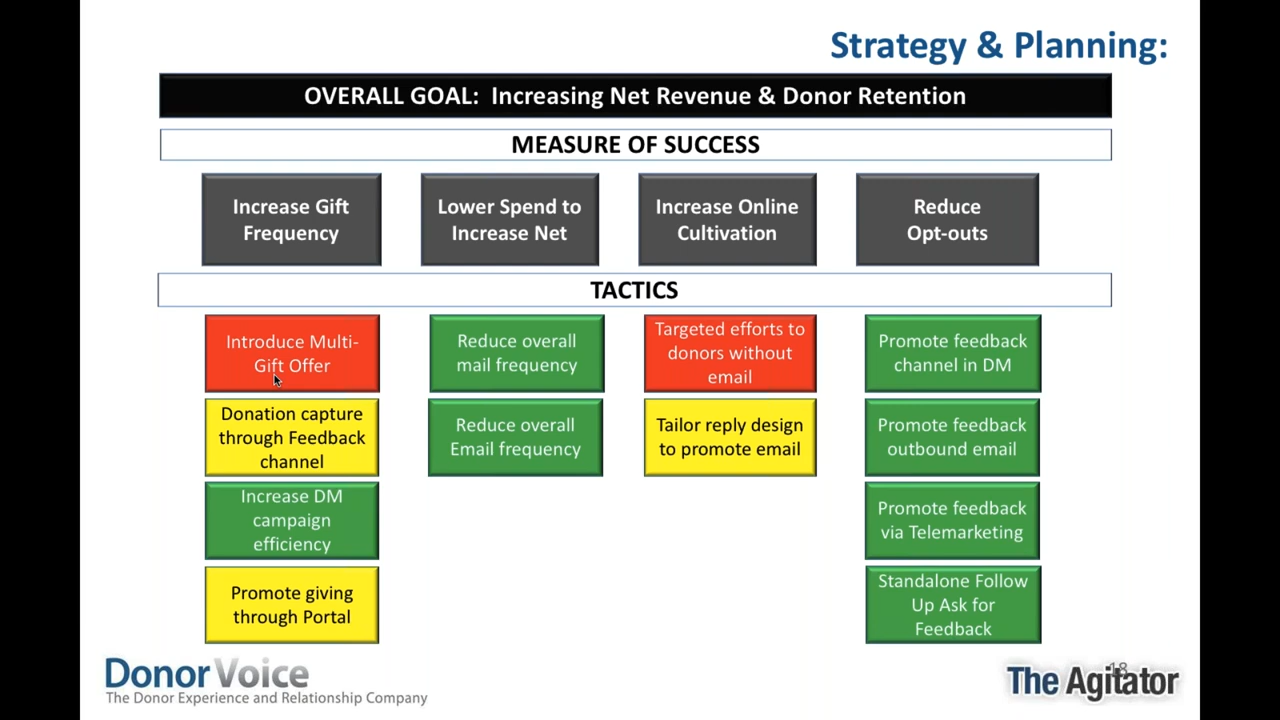 Strategy & Planning:
OVERALL GOAL: Increasing Net Revenue & Donor Retention
MEASURE OF SUCCESS
Increase Gift
Frequency
Lower Spend to
Increase Net
Increase Online
Cultivation
Reduce
Opt-outs
TACTICS
Introduce Multi-
Gift Offer
Donation capture
through Feedback
channel
Increase DM
campaign
efficiency
Promote giving
through Portal
Reduce overall
mail frequency
Reduce overall
Email frequency
Targeted efforts to
donors without
email
Tailor reply design
to promote email
Promote feedback
channel in DM
Promote feedback
outbound email
Promote feedback
via Telemarketing
Standalone Follow
Up Ask for
Feedback
DonorVoice
The Donor Experience and Relationship Company
18
The Agitator